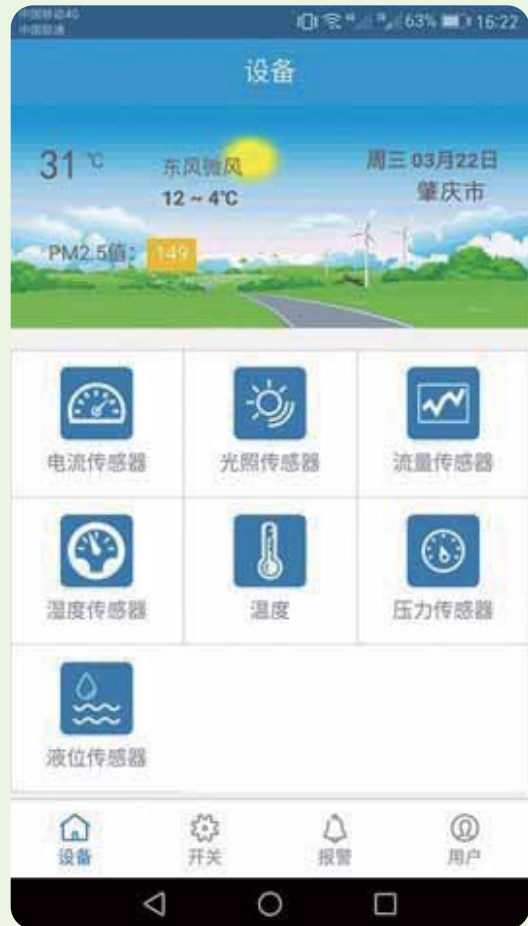 中国移动4G
中国联通
63% 16:22
设备
31 ℃
东风微风
12 ~ 4℃
周三 03月22日
肇庆市
PM2.5值： 149
电流传感器
光照传感器
流量传感器
湿度传感器
温度
压力传感器
液位传感器
设备
开关
报警
用户